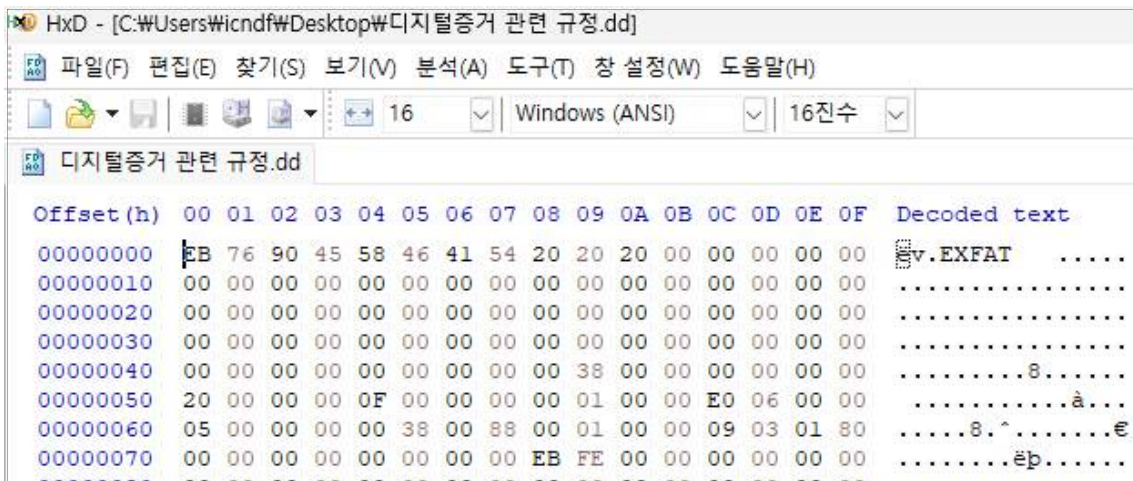 HxD - [C:₩Users₩icndf₩Desktop₩디지털증거 관련 규정.dd]
파일(F) 편집(E) 찾기(S) 보기(V) 분석(A) 도구(T) 창 설정(W) 도움말(H)
16 Windows (ANSI) 16진수
디지털증거 관련 규정.dd
Offset(h) 00 01 02 03 04 05 06 07 08 09 0A 0B 0C 0D 0E 0F Decoded text
00000000 EB 76 90 45 58 46 41 54 20 20 20 00 00 00 00 00 ëv.EXFAT   .....
00000010 00 00 00 00 00 00 00 00 00 00 00 00 00 00 00 00 ................
00000020 00 00 00 00 00 00 00 00 00 00 00 00 00 00 00 00 ................
00000030 00 00 00 00 00 00 00 00 00 00 00 00 00 00 00 00 ................
00000040 00 00 00 00 00 00 00 00 00 38 00 00 00 00 00 00 .........8......
00000050 20 00 00 00 0F 00 00 00 00 01 00 00 E0 06 00 00  ...........à...
00000060 05 00 00 00 00 38 00 88 00 01 00 00 09 03 01 80 .....8.ˆ.......€
00000070 00 00 00 00 00 00 00 00 EB FE 00 00 00 00 00 00 ........ëþ......